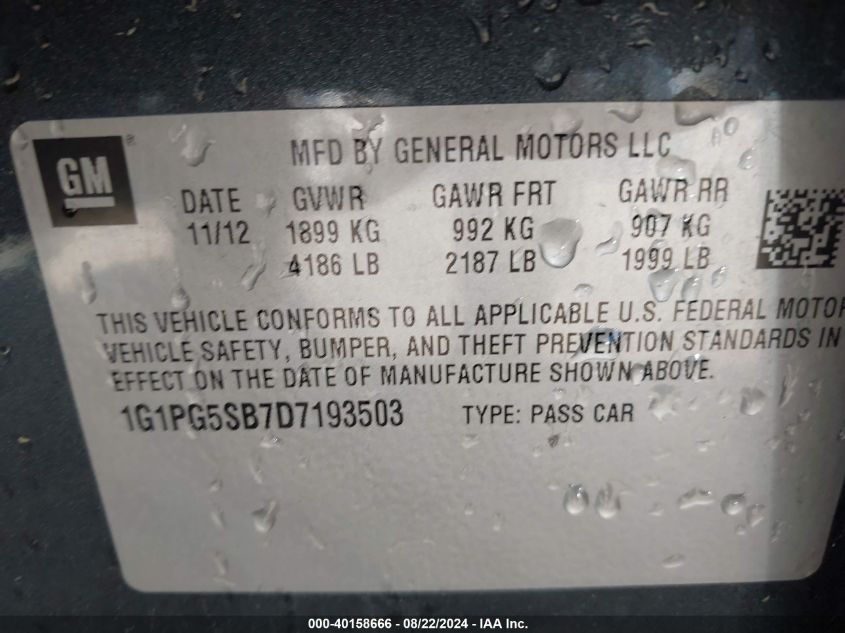 GM ®
MFD BY GENERAL MOTORS LLC
DATE GVWR GAWR FRT GAWR RR
11/12 1899 KG 992 KG 907 KG
4186 LB 2187 LB 1999 LB
THIS VEHICLE CONFORMS TO ALL APPLICABLE U.S. FEDERAL MOTOR
VEHICLE SAFETY, BUMPER, AND THEFT PREVENTION STANDARDS IN
EFFECT ON THE DATE OF MANUFACTURE SHOWN ABOVE.
1G1PG5SB7D7193503 TYPE: PASS CAR
000-40158666 - 08/22/2024 - IAA Inc.